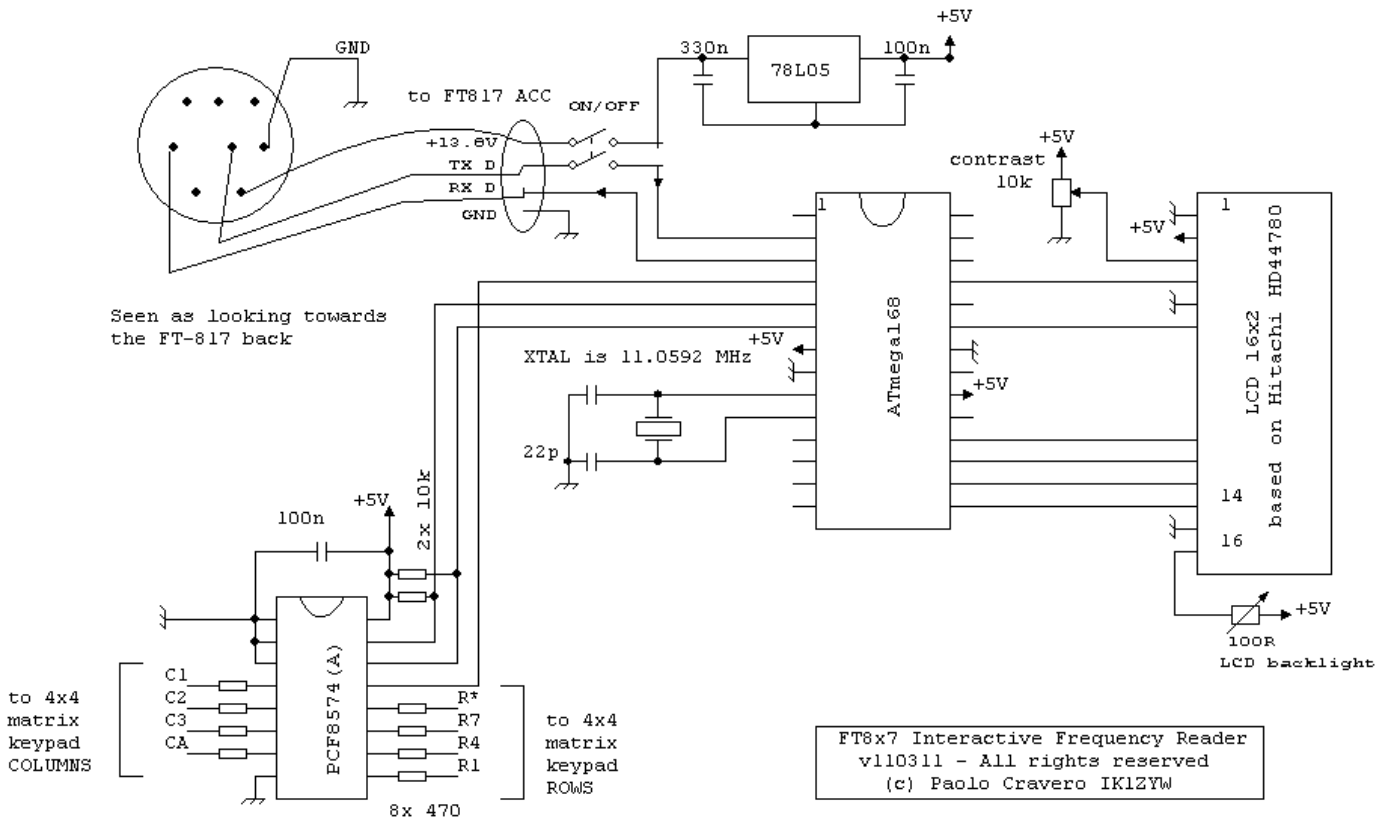 +5V
GND
330n
100n
78L05
to FT817 ACC
ON/OFF
+13.8V
TX D
RX D
GND
+5V
contrast
10k
1
1
+5V
Seen as looking towards
the FT-817 back
ATmega168
LCD 16x2
based on Hitachi HD44780
+5V
XTAL is 11.0592 MHz
+5V
22p
14
16
+5V
100n
2x 10k
+5V
100R
LCD backlight
PCF8574(A)
C1
C2
C3
CA
to 4x4
matrix
keypad
COLUMNS
R*
R7
R4
R1
to 4x4
matrix
keypad
ROWS
8x 470
FT8x7 Interactive Frequency Reader
v110311 - All rights reserved
(c) Paolo Cravero IK1ZYW